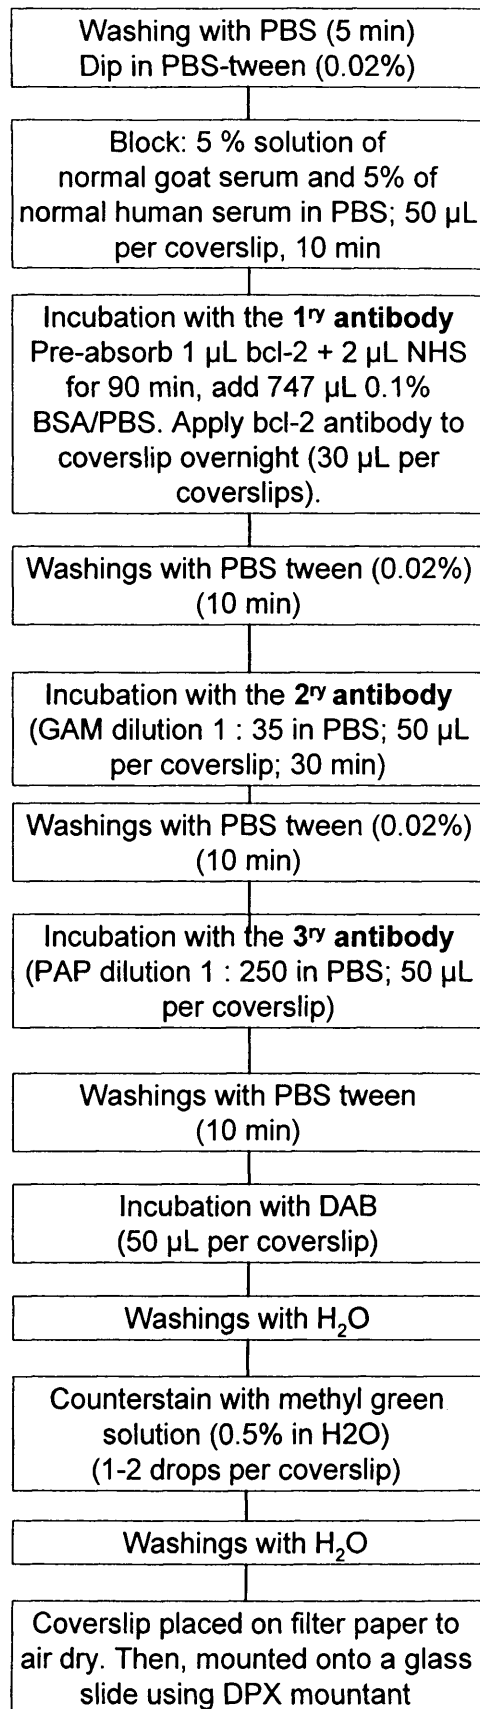 Washing with PBS (5 min)
Dip in PBS-tween (0.02%)
Block: 5 % solution of
normal goat serum and 5% of
normal human serum in PBS; 50 µL
per coverslip, 10 min
Incubation with the 1ry antibody
Pre-absorb 1 µL bcl-2 + 2 µL NHS
for 90 min, add 747 µL 0.1%
BSA/PBS. Apply bcl-2 antibody to
coverslip overnight (30 µL per
coverslips).
Washings with PBS tween (0.02%)
(10 min)
Incubation with the 2ry antibody
(GAM dilution 1 : 35 in PBS; 50 µL
per coverslip; 30 min)
Washings with PBS tween (0.02%)
(10 min)
Incubation with the 3ry antibody
(PAP dilution 1 : 250 in PBS; 50 µL
per coverslip)
Washings with PBS tween
(10 min)
Incubation with DAB
(50 µL per coverslip)
Washings with H₂O
Counterstain with methyl green
solution (0.5% in H2O)
(1-2 drops per coverslip)
Washings with H₂O
Coverslip placed on filter paper to
air dry. Then, mounted onto a glass
slide using DPX mountant